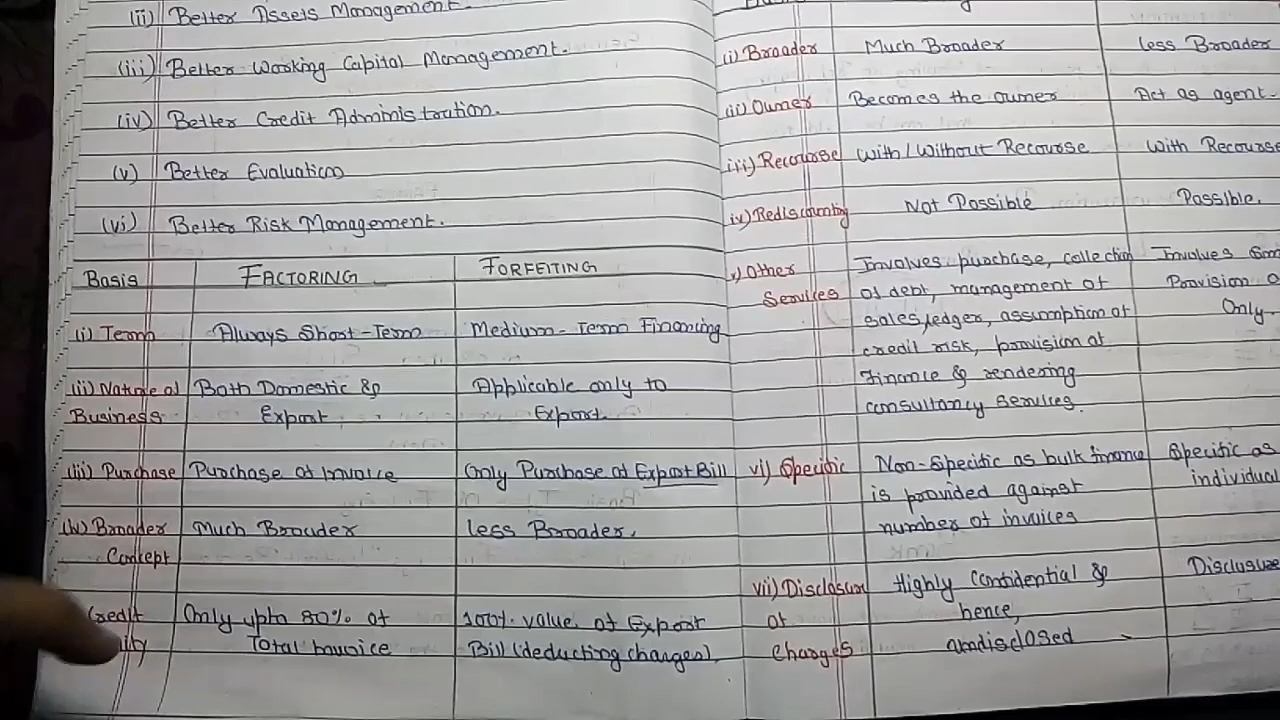 (ii) Better Assets Management.
(iii) Better Working Capital Management.
(iv) Better Credit Administration.
(v) Better Evaluation
(vi) Better Risk Management.
Basis FACTORING FORFEITING
(i) Term Always Short-Term Medium-Term Financing
(ii) Nature of Both Domestic & Applicable only to
Business Export Export.
(iii) Purchase Purchase of Invoice Only Purchase of Export Bill
(iv) Broader Much Broader less Broader.
Concept
Credit Only upto 80% of 100% value of Export
Total Invoice Bill (deducting charges).
(i) Broader Much Broader less Broader
(ii) Owner Becomes the owner Act as agent.
iii) Recourse With/Without Recourse With Recourse
iv) Rediscounting Not Possible Possible.
v) Other Involves purchase, collection Involves
Services of debt, management of Provision
sales ledger, assumption of Only
credit risk, provision of
Finance & rendering
consultancy services.
vi) Specific Non-Specific as bulk finance Specific as
is provided against individual
number of invoices
vii) Disclosure Highly Confidential & Disclosure
of hence,
Charges undisclosed